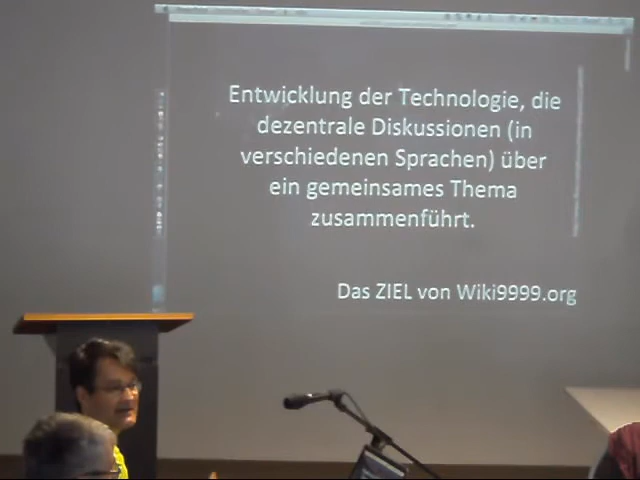 Entwicklung der Technologie, die
dezentrale Diskussionen (in
verschiedenen Sprachen) über
ein gemeinsames Thema
zusammenführt.
Das ZIEL von Wiki9999.org